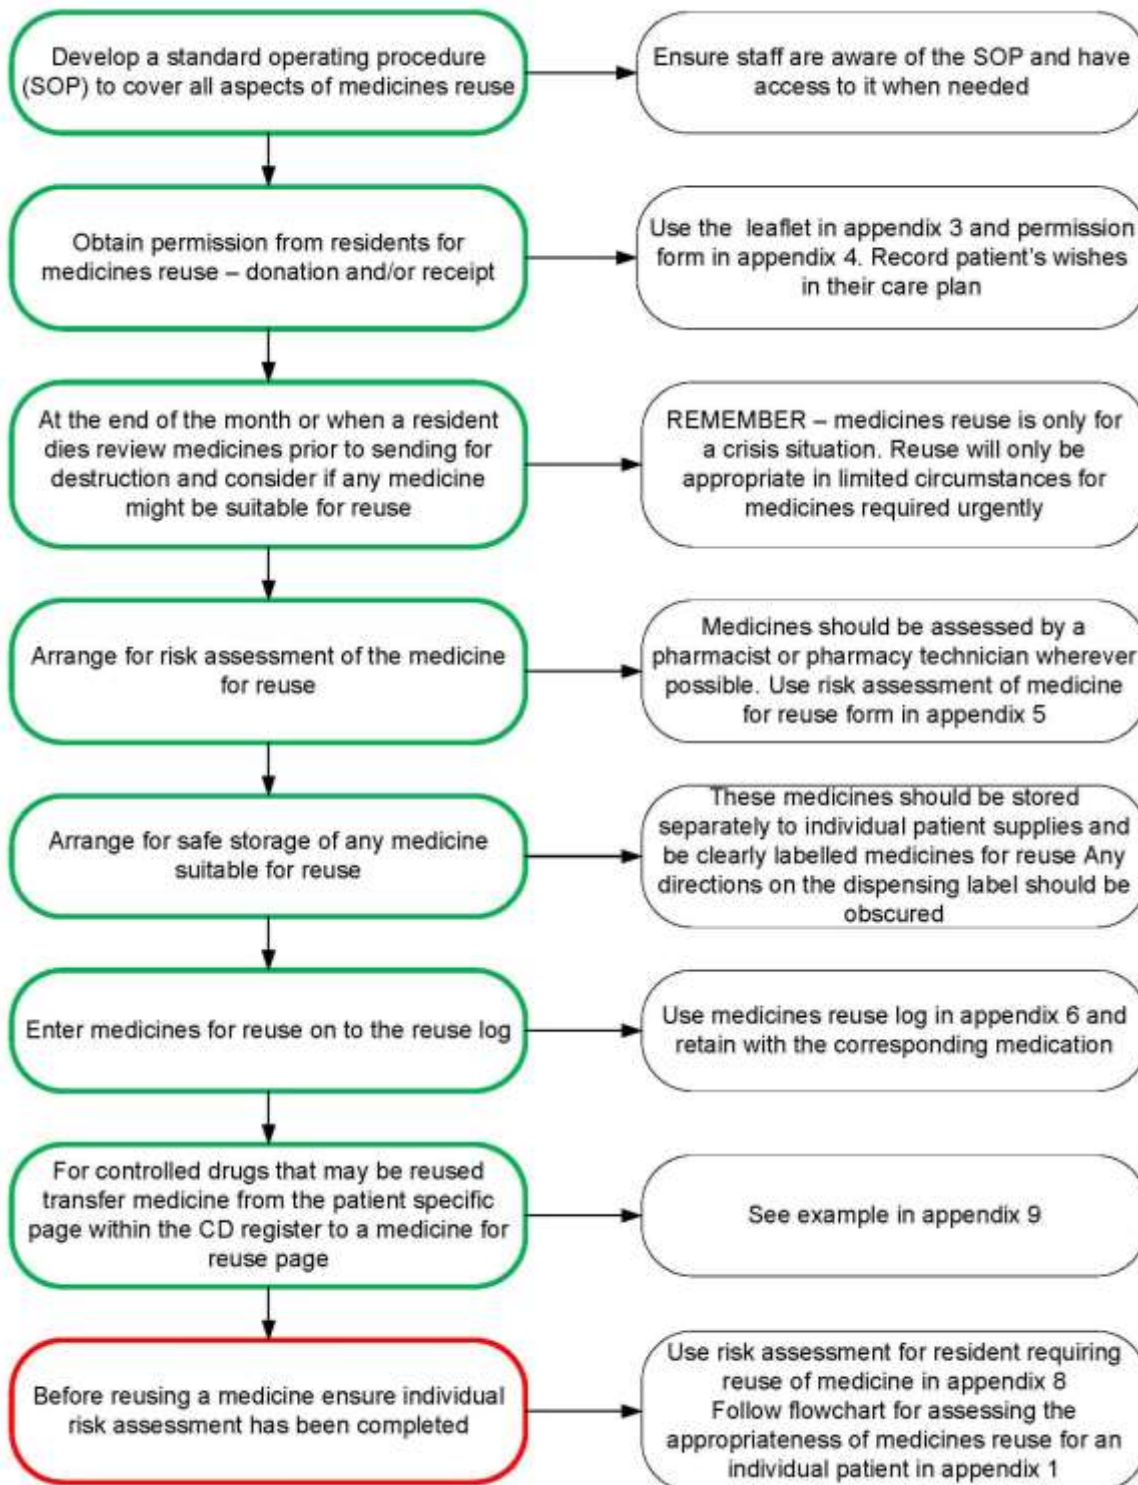 Develop a standard operating procedure
(SOP) to cover all aspects of medicines reuse
Ensure staff are aware of the SOP and have
access to it when needed
Obtain permission from residents for
medicines reuse – donation and/or receipt
Use the leaflet in appendix 3 and permission
form in appendix 4. Record patient's wishes
in their care plan
At the end of the month or when a resident
dies review medicines prior to sending for
destruction and consider if any medicine
might be suitable for reuse
REMEMBER – medicines reuse is only for
a crisis situation. Reuse will only be
appropriate in limited circumstances for
medicines required urgently
Arrange for risk assessment of the medicine
for reuse
Medicines should be assessed by a
pharmacist or pharmacy technician wherever
possible. Use risk assessment of medicine
for reuse form in appendix 5
Arrange for safe storage of any medicine
suitable for reuse
These medicines should be stored
separately to individual patient supplies and
be clearly labelled medicines for reuse Any
directions on the dispensing label should be
obscured
Enter medicines for reuse on to the reuse log
Use medicines reuse log in appendix 6 and
retain with the corresponding medication
For controlled drugs that may be reused
transfer medicine from the patient specific
page within the CD register to a medicine for
reuse page
See example in appendix 9
Before reusing a medicine ensure individual
risk assessment has been completed
Use risk assessment for resident requiring
reuse of medicine in appendix 8
Follow flowchart for assessing the
appropriateness of medicines reuse for an
individual patient in appendix 1